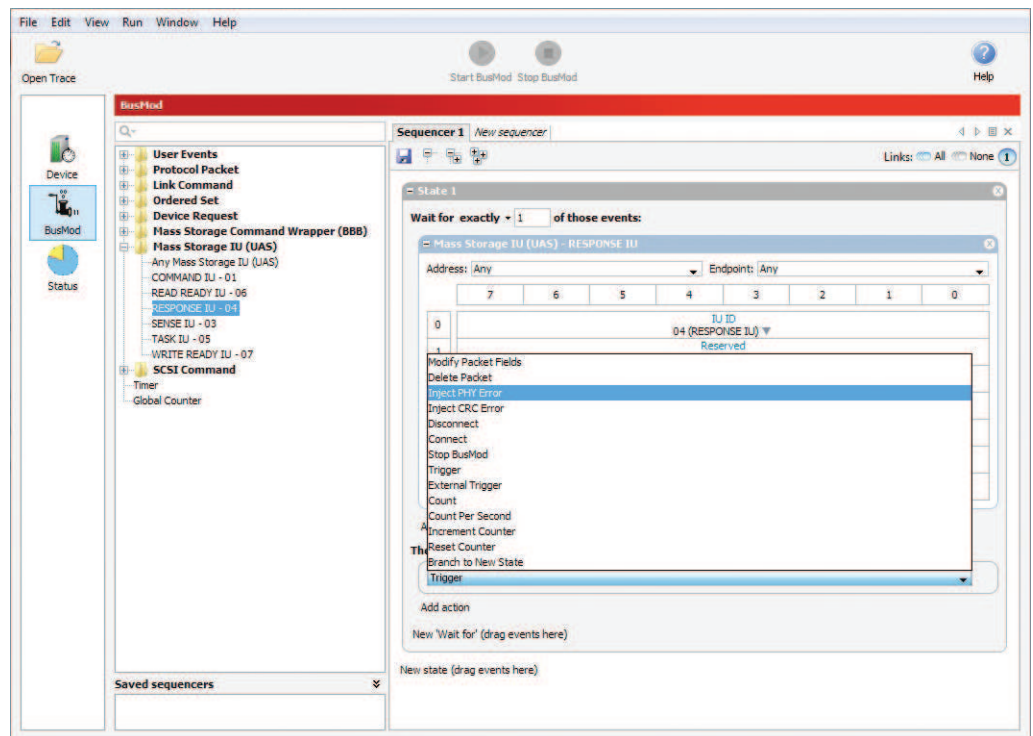 File Edit View Run Window Help
Open Trace
Start BusMod Stop BusMod
Help
BusMod
Device
BusMod
Status
User Events
Protocol Packet
Link Command
Ordered Set
Device Request
Mass Storage Command Wrapper (BBB)
Mass Storage IU (UAS)
Any Mass Storage IU (UAS)
COMMAND IU - 01
READ READY IU - 06
RESPONSE IU - 04
SENSE IU - 03
TASK IU - 05
WRITE READY IU - 07
SCSI Command
Timer
Global Counter
Saved sequencers
Sequencer 1 New sequencer
Links: All None 1
State 1
Wait for exactly 1 of those events:
Mass Storage IU (UAS) - RESPONSE IU
Address: Any Endpoint: Any
7 6 5 4 3 2 1 0
0 IU ID
04 (RESPONSE IU)
1 Reserved
Modify Packet Fields
Delete Packet
Inject PHY Error
Inject CRC Error
Disconnect
Connect
Stop BusMod
Trigger
External Trigger
Count
Count Per Second
Increment Counter
Reset Counter
Branch to New State
Trigger
Add action
New 'Wait for' (drag events here)
New state (drag events here)